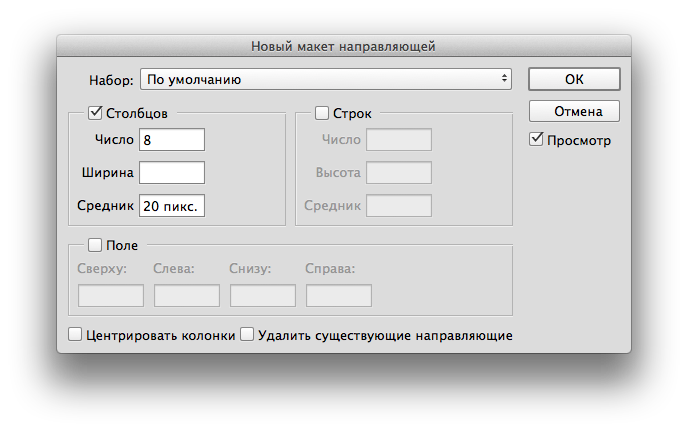 Новый макет направляющей
Набор: По умолчанию
OK
Столбцов
Строк
Отмена
Число 8
Число
Просмотр
Ширина
Высота
Средник 20 пикс.
Средник
Поле
Сверху: Слева: Снизу: Справа:
Центрировать колонки Удалить существующие направляющие